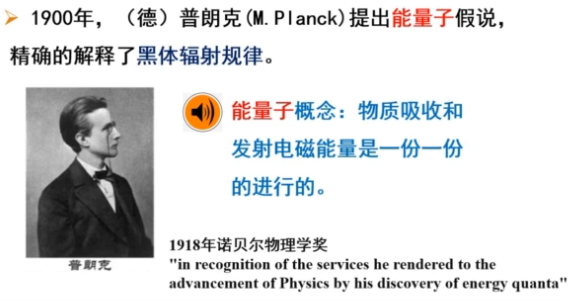 1900年，（德）普朗克(M.Planck)提出能量子假说，
精确的解释了黑体辐射规律。
能量子概念：物质吸收和
发射电磁能量是一份一份
的进行的。
普朗克
1918年诺贝尔物理学奖
"in recognition of the services he rendered to the
advancement of Physics by his discovery of energy quanta"